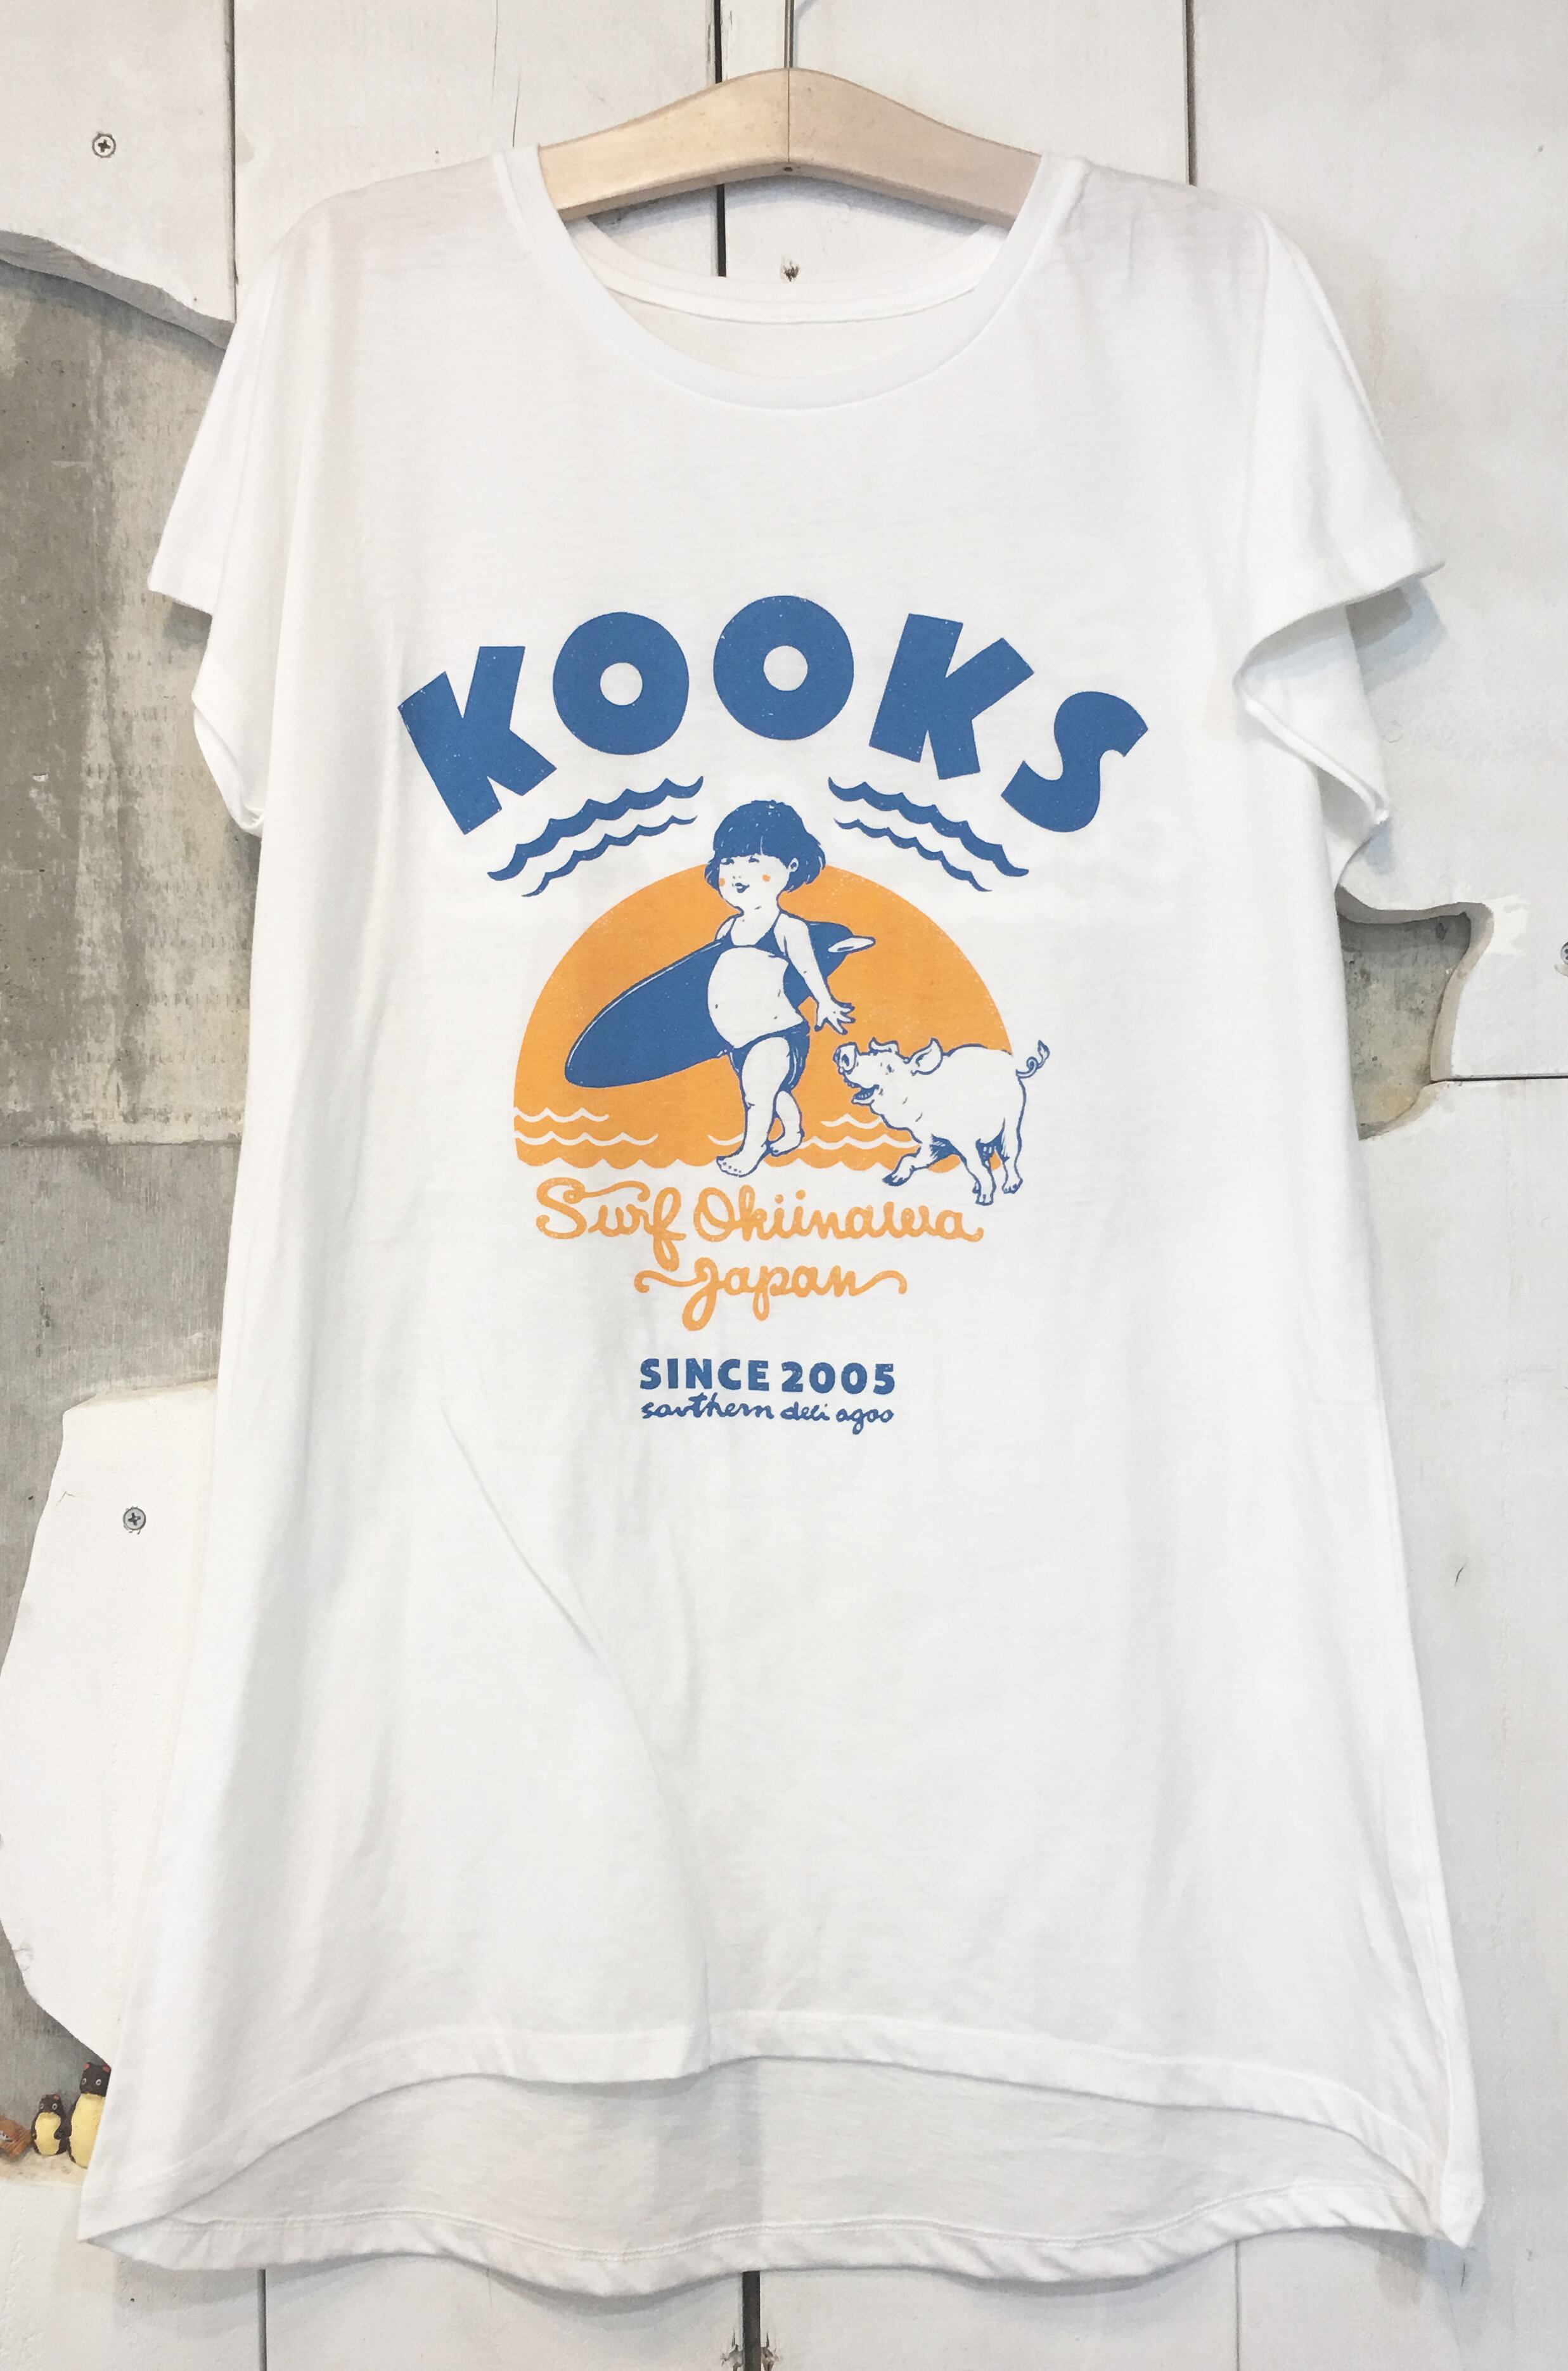 KOOKS
Surf Okiinawa
Japan
SINCE 2005
southern deli agoo